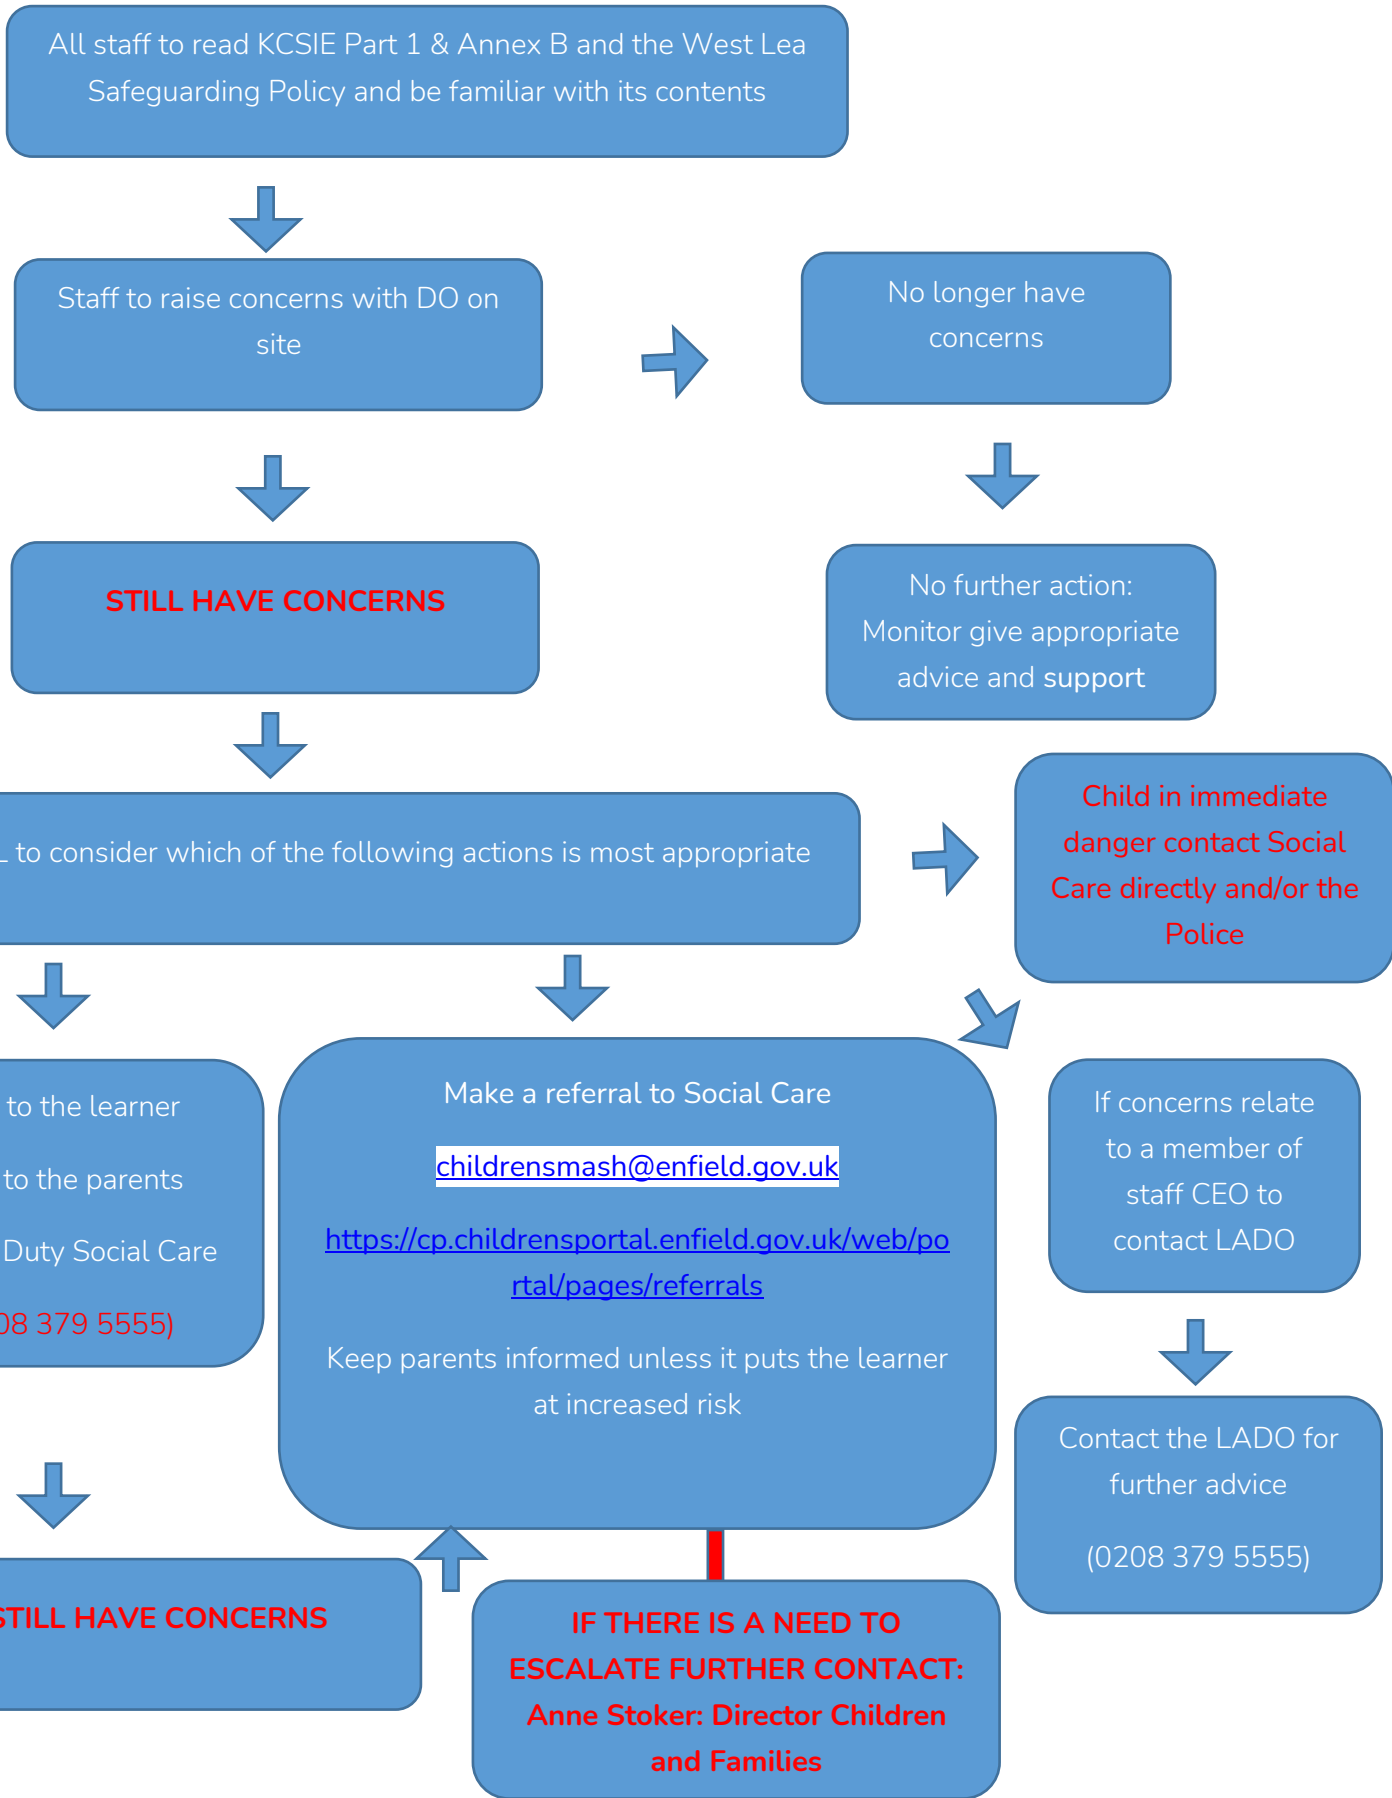 All staff to read KCSIE Part 1 & Annex B and the West Lea
Safeguarding Policy and be familiar with its contents
Staff to raise concerns with DO on
site
No longer have
concerns
STILL HAVE CONCERNS
No further action:
Monitor give appropriate
advice and support
to consider which of the following actions is most appropriate
Child in immediate
danger contact Social
Care directly and/or the
Police
to the learner
to the parents
Duty Social Care
08 379 5555)
Make a referral to Social Care
childrensmash@enfield.gov.uk
https://cp.childrensportal.enfield.gov.uk/web/po
rtal/pages/referrals
Keep parents informed unless it puts the learner
at increased risk
If concerns relate
to a member of
staff CEO to
contact LADO
Contact the LADO for
further advice
(0208 379 5555)
STILL HAVE CONCERNS
IF THERE IS A NEED TO
ESCALATE FURTHER CONTACT:
Anne Stoker: Director Children
and Families